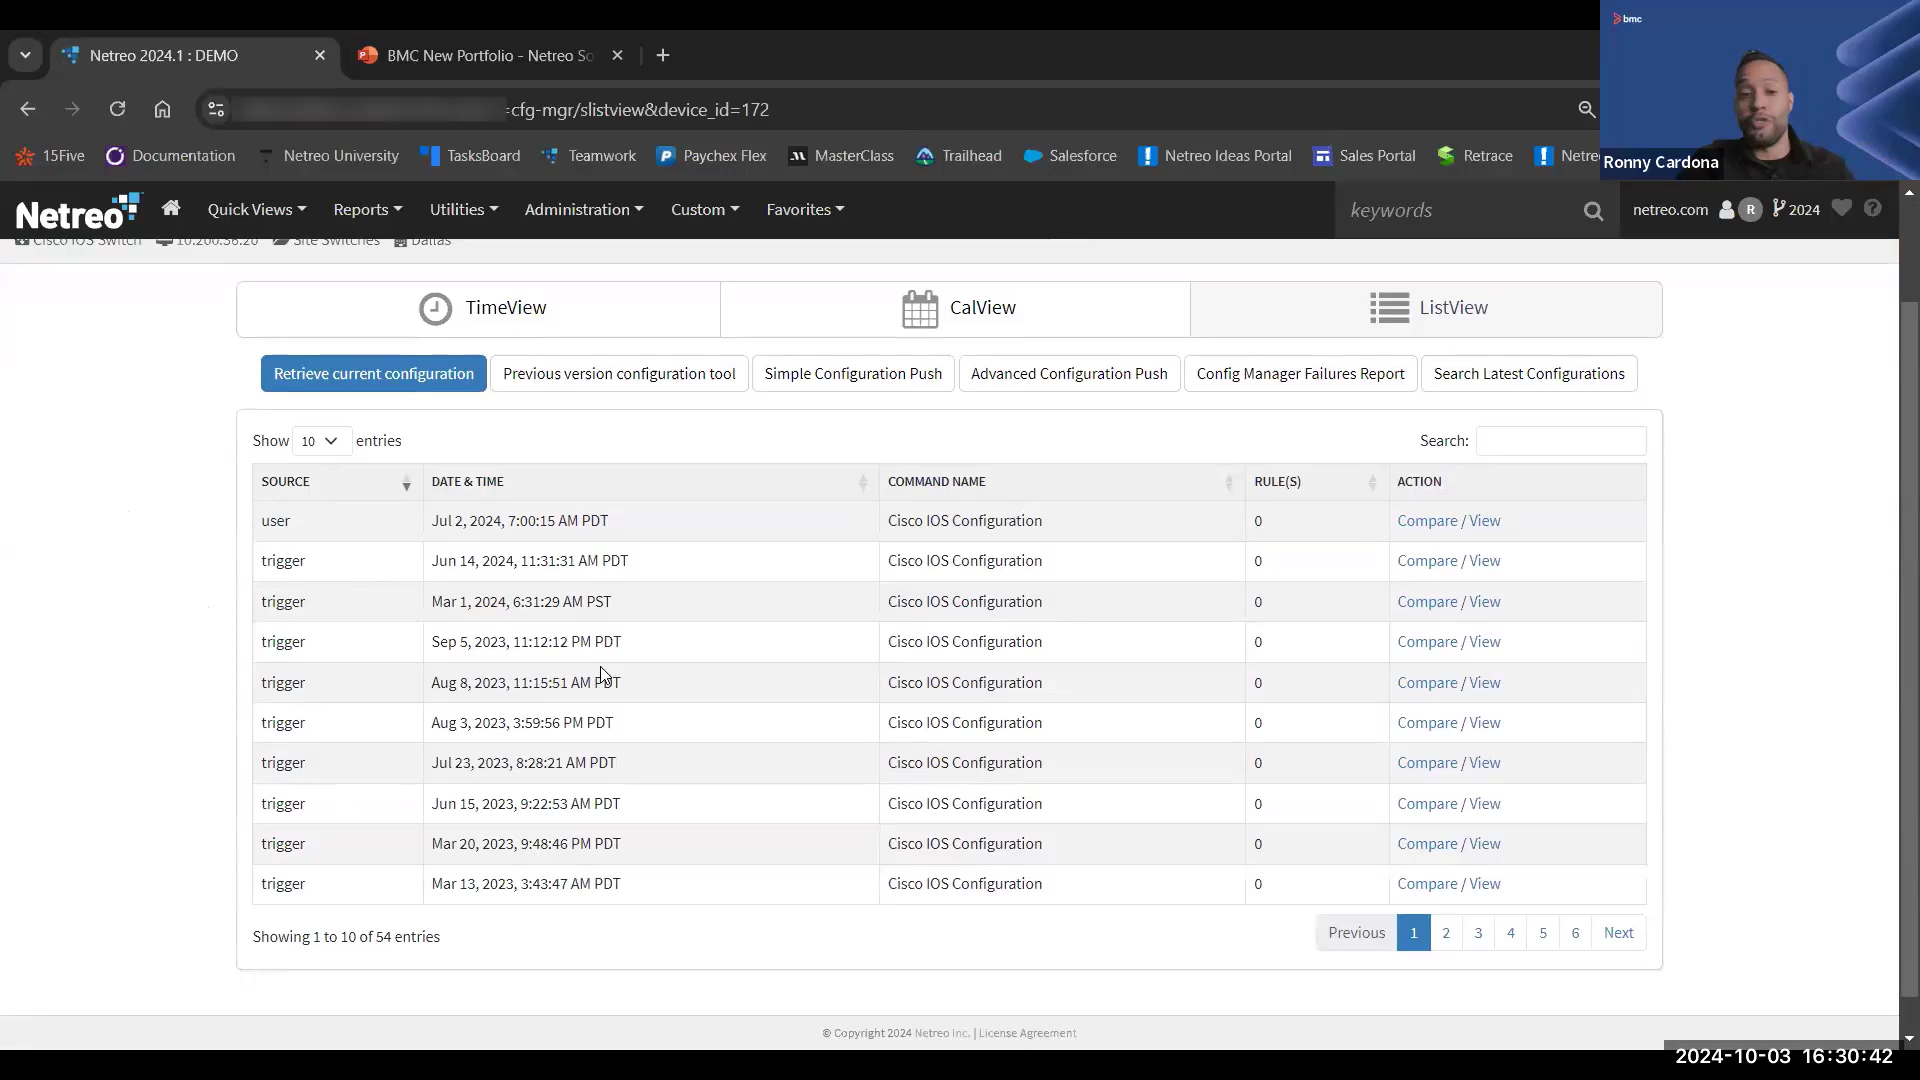 bmc
Netreo 2024.1 : DEMO
BMC New Portfolio - Netreo So
=cfg-mgr/slistview&device_id=172
15Five
Documentation
Netreo University
TasksBoard
Teamwork
Paychex Flex
MasterClass
Trailhead
Salesforce
Netreo Ideas Portal
Sales Portal
Retrace
Netre
Ronny Cardona
Netreo
Quick Views
Reports
Utilities
Administration
Custom
Favorites
keywords
netreo.com
R
2024
Cisco IOS Switch 10.200.36.20 Site Switches Dallas
TimeView
CalView
ListView
Retrieve current configuration
Previous version configuration tool
Simple Configuration Push
Advanced Configuration Push
Config Manager Failures Report
Search Latest Configurations
Show 10 entries
Search:
SOURCE DATE & TIME COMMAND NAME RULE(S) ACTION
user Jul 2, 2024, 7:00:15 AM PDT Cisco IOS Configuration 0 Compare / View
trigger Jun 14, 2024, 11:31:31 AM PDT Cisco IOS Configuration 0 Compare / View
trigger Mar 1, 2024, 6:31:29 AM PST Cisco IOS Configuration 0 Compare / View
trigger Sep 5, 2023, 11:12:12 PM PDT Cisco IOS Configuration 0 Compare / View
trigger Aug 8, 2023, 11:15:51 AM PDT Cisco IOS Configuration 0 Compare / View
trigger Aug 3, 2023, 3:59:56 PM PDT Cisco IOS Configuration 0 Compare / View
trigger Jul 23, 2023, 8:28:21 AM PDT Cisco IOS Configuration 0 Compare / View
trigger Jun 15, 2023, 9:22:53 AM PDT Cisco IOS Configuration 0 Compare / View
trigger Mar 20, 2023, 9:48:46 PM PDT Cisco IOS Configuration 0 Compare / View
trigger Mar 13, 2023, 3:43:47 AM PDT Cisco IOS Configuration 0 Compare / View
Showing 1 to 10 of 54 entries
Previous 1 2 3 4 5 6 Next
© Copyright 2024 Netreo Inc. | License Agreement
2024-10-03 16:30:42